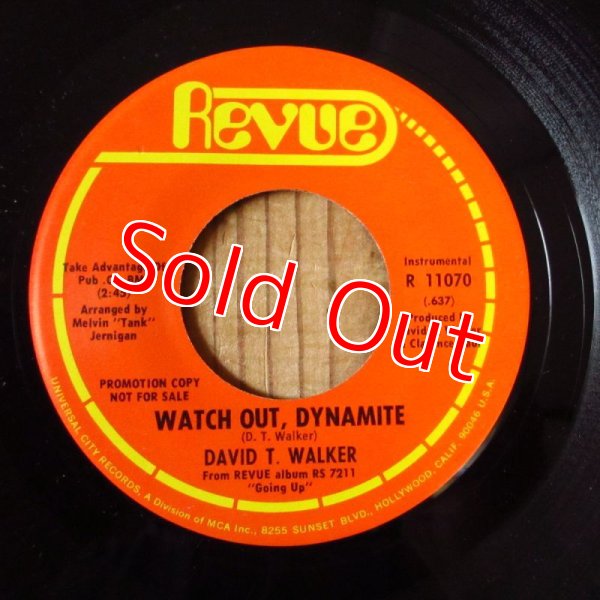 Revue
Take Advantage
Pub.
(2:45)
Arranged by
Melvin "Tank"
Jernigan
Instrumental
R 11070
(.637)
Produced
Sold Out
PROMOTION COPY
NOT FOR SALE
WATCH OUT, DYNAMITE
(D. T. Walker)
DAVID T. WALKER
From REVUE album RS 7211
"Going Up"
UNIVERSAL CITY RECORDS, A Division of MCA Inc., 8255 SUNSET BLVD., HOLLYWOOD, CALIF. 90046 U.S.A.